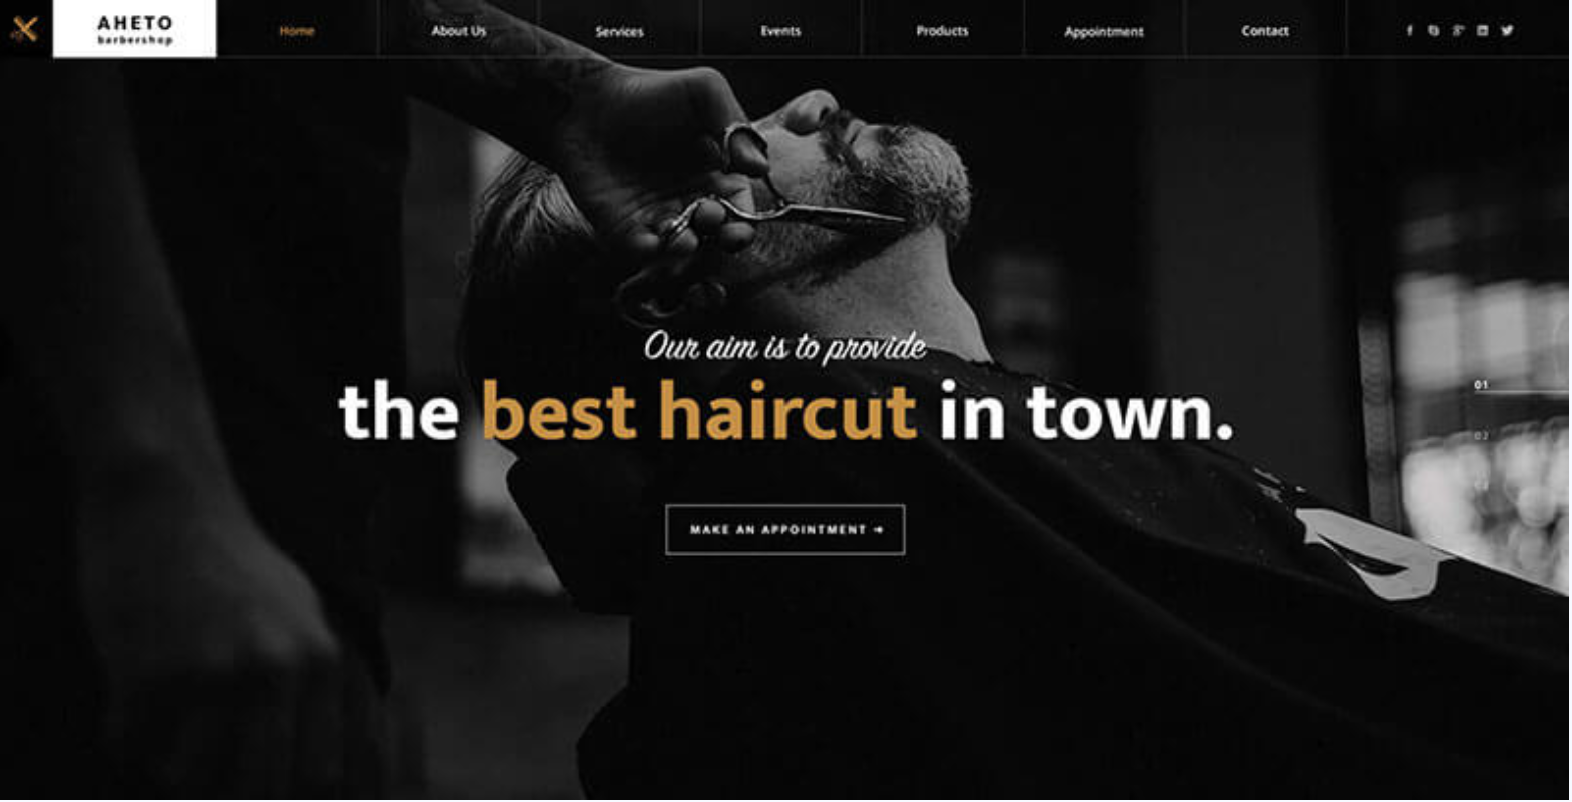 AHETO
barbershop
Home
About Us
Services
Events
Products
Appointment
Contact
Our aim is to provide
the best haircut in town.
MAKE AN APPOINTMENT ➔
01
02